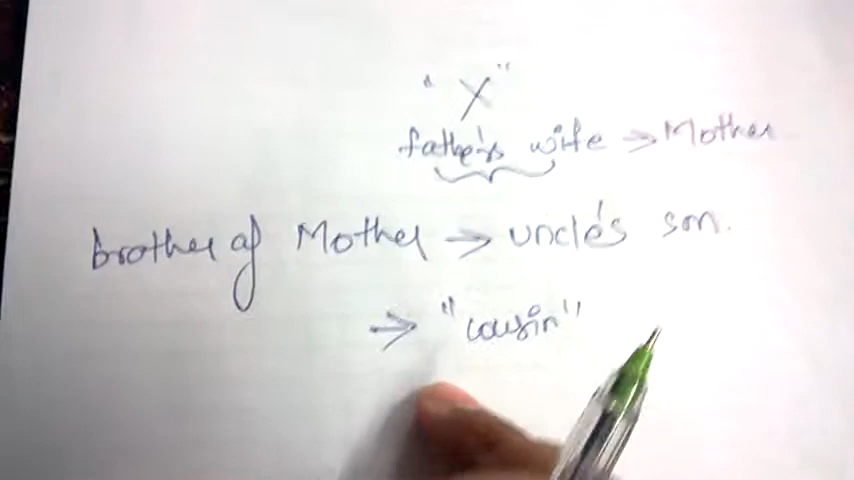 "X"
father's wife → Mother
brother of Mother → uncle's son.
→ "cousin"